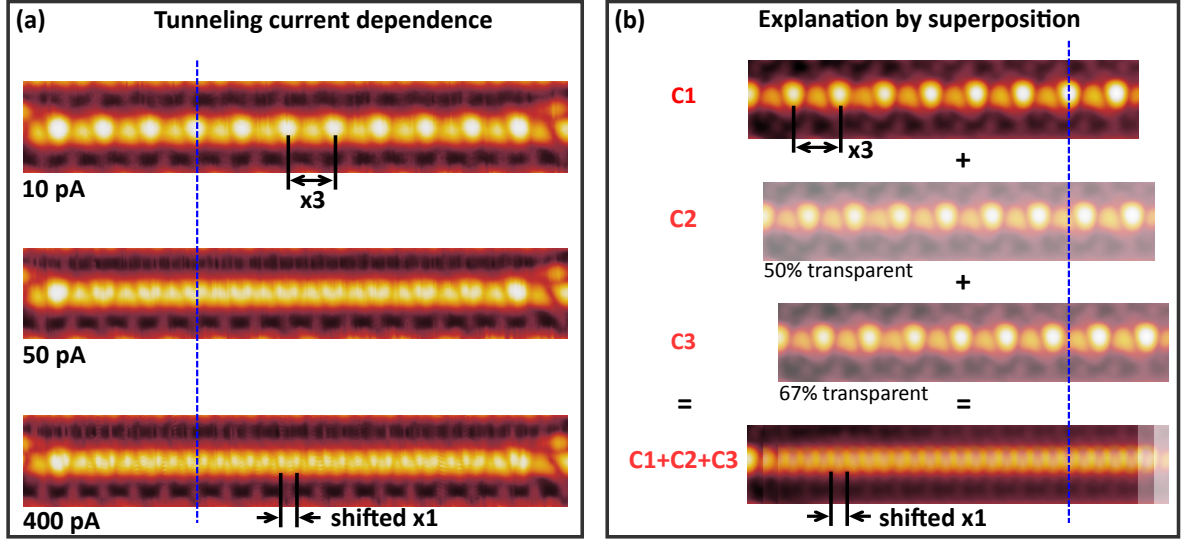 (a) Tunneling current dependence
x3
10 pA
50 pA
400 pA
shifted x1
(b) Explanation by superposition
C1
x3
+
C2
50% transparent
+
C3
67% transparent
= =
C1+C2+C3
shifted x1